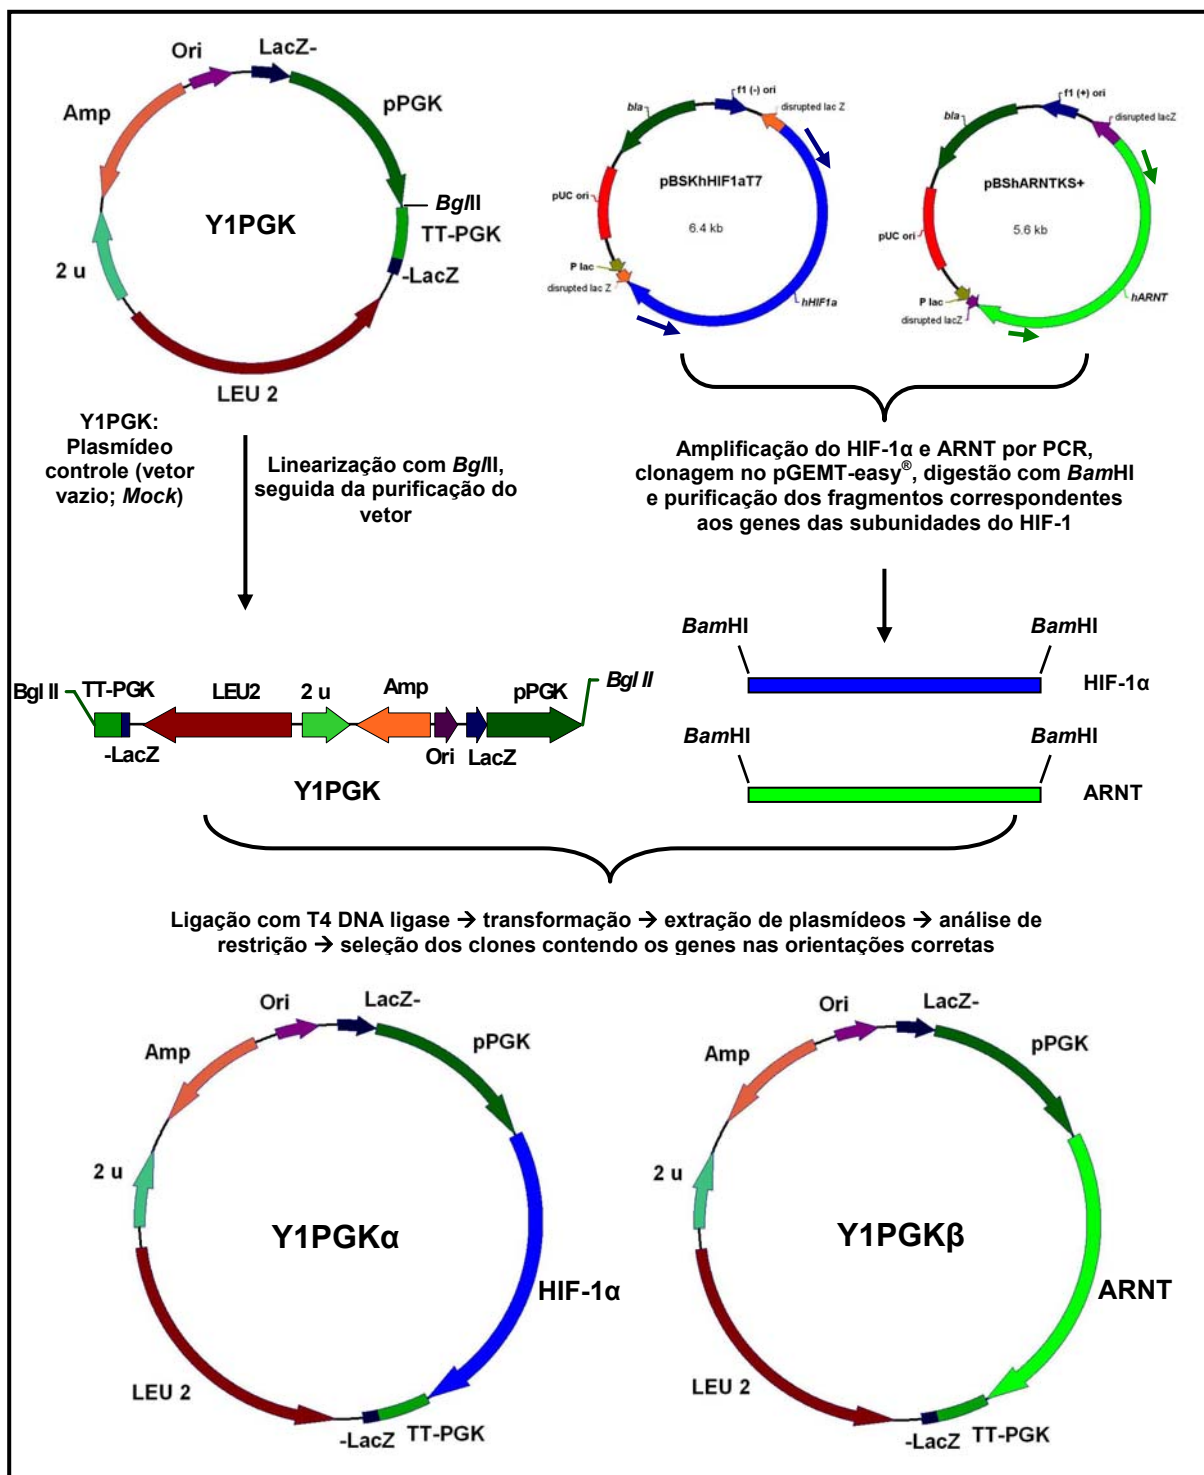 Ori
LacZ-
Amp
pPGK
BglII
Y1PGK
TT-PGK
-LacZ
2 u
LEU 2
f1 (-) ori
bla
disrupted lac Z
pBSKhHIF1aT7
pUC ori
6.4 kb
P lac
disrupted lac Z
hHIF1a
f1 (+) ori
bla
disrupted lacZ
pBShARNTKS+
pUC ori
5.6 kb
P lac
disrupted lacZ
hARNT
Y1PGK:
Plasmídeo
controle (vetor
vazio; Mock)
Linearização com BglII,
seguida da purificação do
vetor
Amplificação do HIF-1α e ARNT por PCR,
clonagem no pGEMT-easy®, digestão com BamHI
e purificação dos fragmentos correspondentes
aos genes das subunidades do HIF-1
BamHI
BamHI
HIF-1α
BamHI
BamHI
ARNT
Bgl II
TT-PGK
LEU2
2 u
Amp
pPGK
Bgl II
-LacZ
Ori
LacZ
Y1PGK
Ligação com T4 DNA ligase → transformação → extração de plasmídeos → análise de
restrição → seleção dos clones contendo os genes nas orientações corretas
Ori
LacZ-
Amp
pPGK
2 u
Y1PGKα
HIF-1α
LEU 2
-LacZ
TT-PGK
Ori
LacZ-
Amp
pPGK
2 u
Y1PGKβ
ARNT
LEU 2
-LacZ
TT-PGK